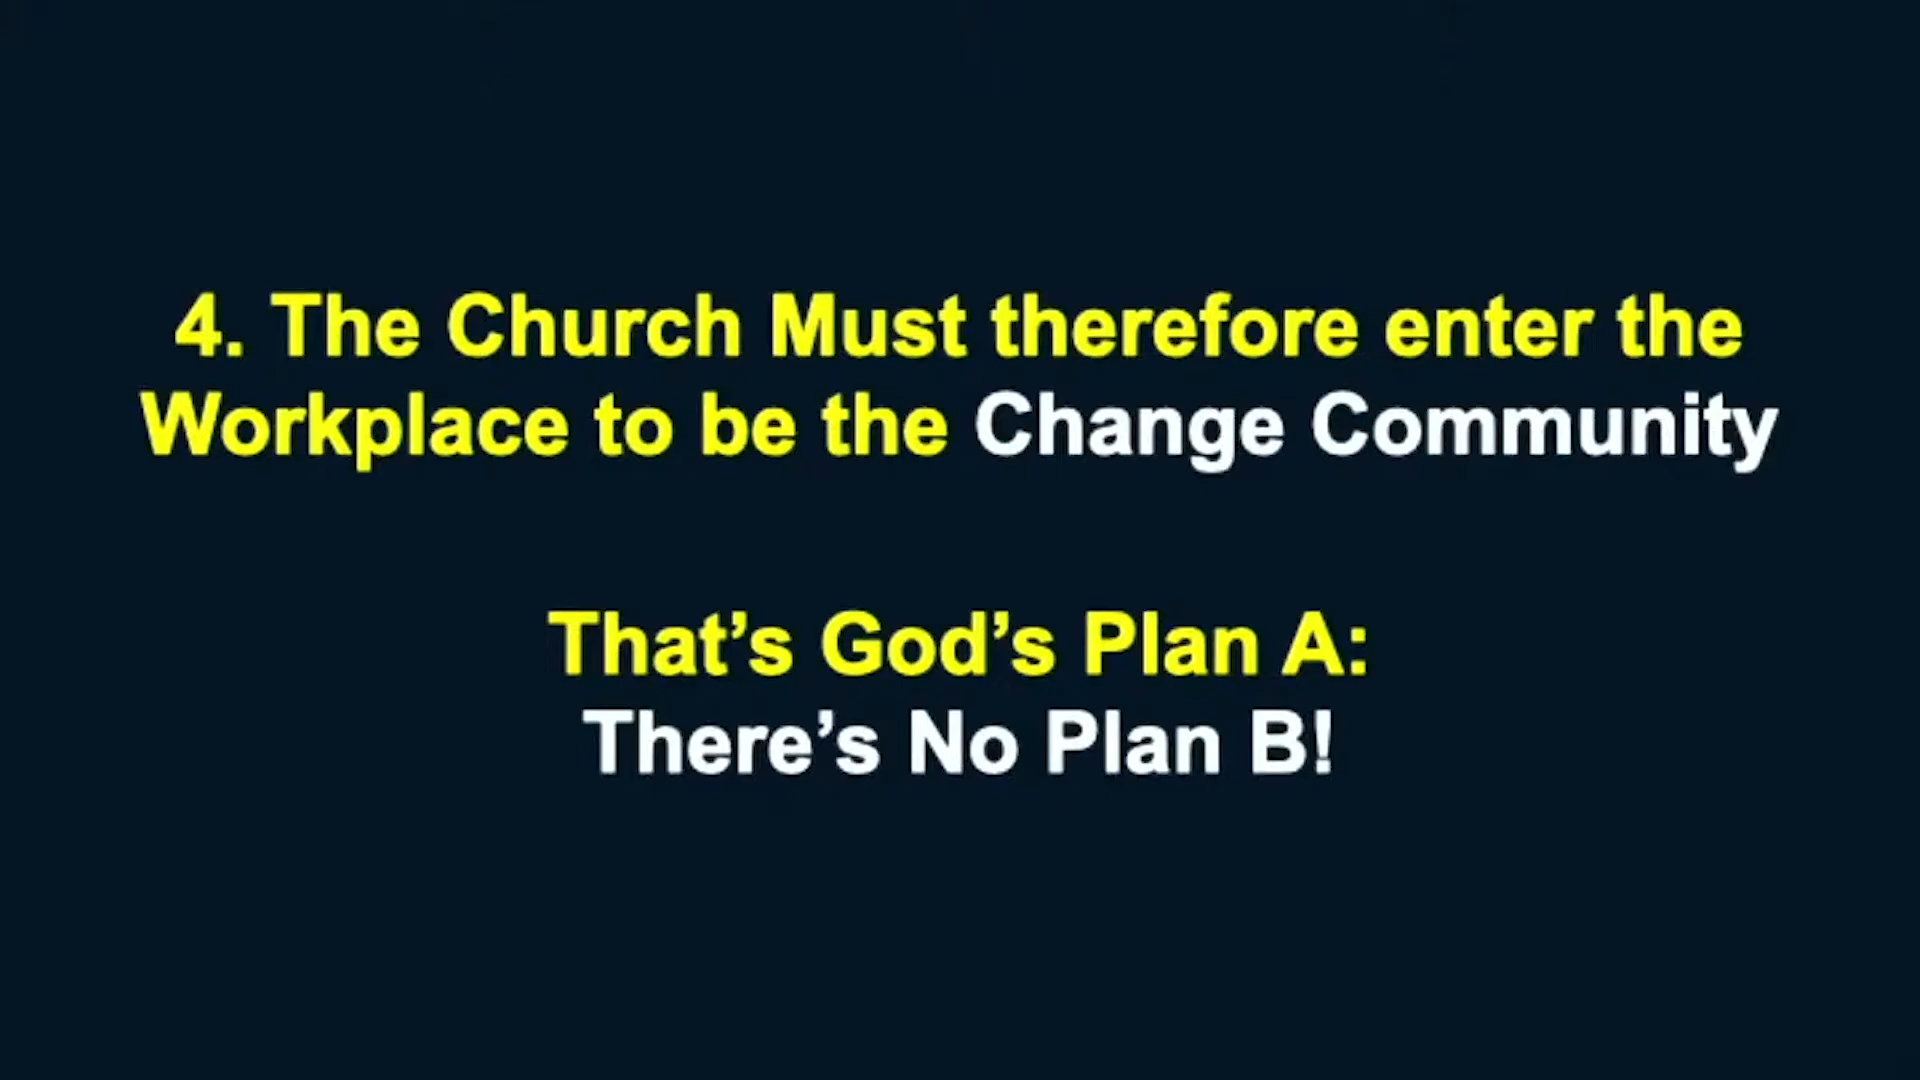 4. The Church Must therefore enter the
Workplace to be the Change Community
That’s God’s Plan A:
There’s No Plan B!